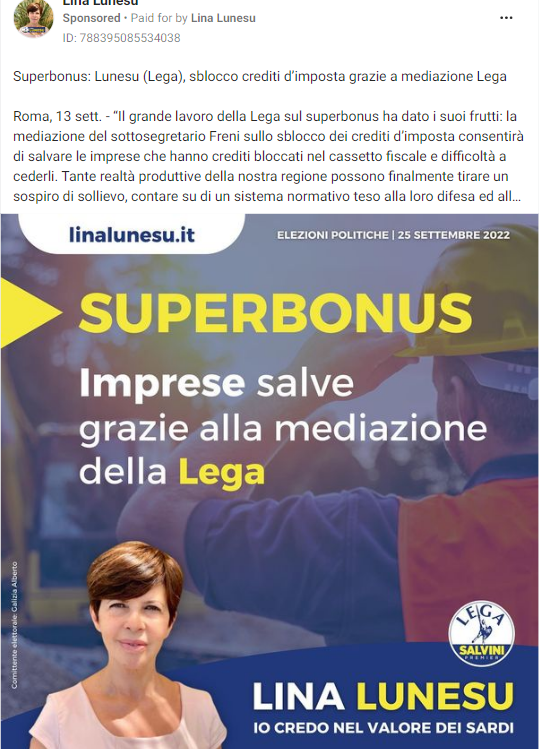 Lina Lunesu
Sponsored • Paid for by Lina Lunesu
ID: 788395085534038
Superbonus: Lunesu (Lega), sblocco crediti d’imposta grazie a mediazione Lega
Roma, 13 sett. - “Il grande lavoro della Lega sul superbonus ha dato i suoi frutti: la
mediazione del sottosegretario Freni sullo sblocco dei crediti d’imposta consentirà
di salvare le imprese che hanno crediti bloccati nel cassetto fiscale e difficoltà a
cederli. Tante realtà produttive della nostra regione possono finalmente tirare un
sospiro di sollievo, contare su di un sistema normativo teso alla loro difesa ed all...
linalunesu.it
ELEZIONI POLITICHE | 25 SETTEMBRE 2022
SUPERBONUS
Imprese salve
grazie alla mediazione
della Lega
Comittente elettorale: Galizia Alberto
LEGA
SALVINI
PREMIER
LINA LUNESU
IO CREDO NEL VALORE DEI SARDI